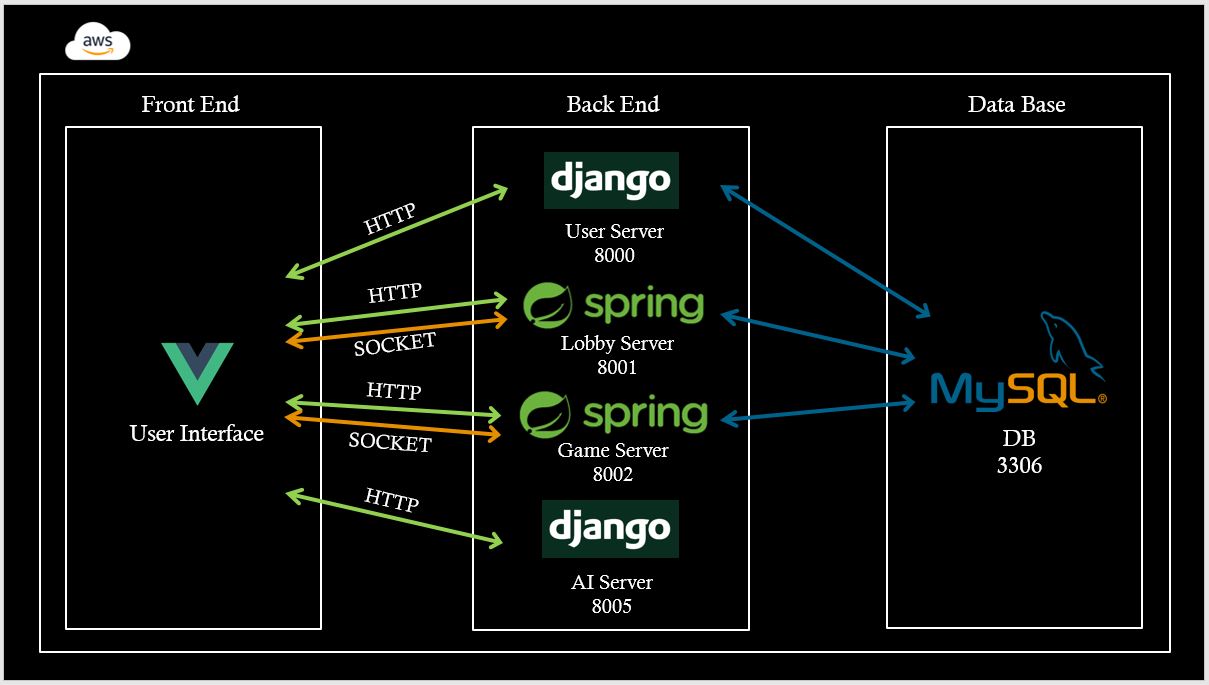 aws
Front End
Back End
Data Base
django
User Server
8000
HTTP
HTTP
SOCKET
spring
Lobby Server
8001
HTTP
SOCKET
spring
Game Server
8002
HTTP
django
AI Server
8005
User Interface
MySQL®
DB
3306